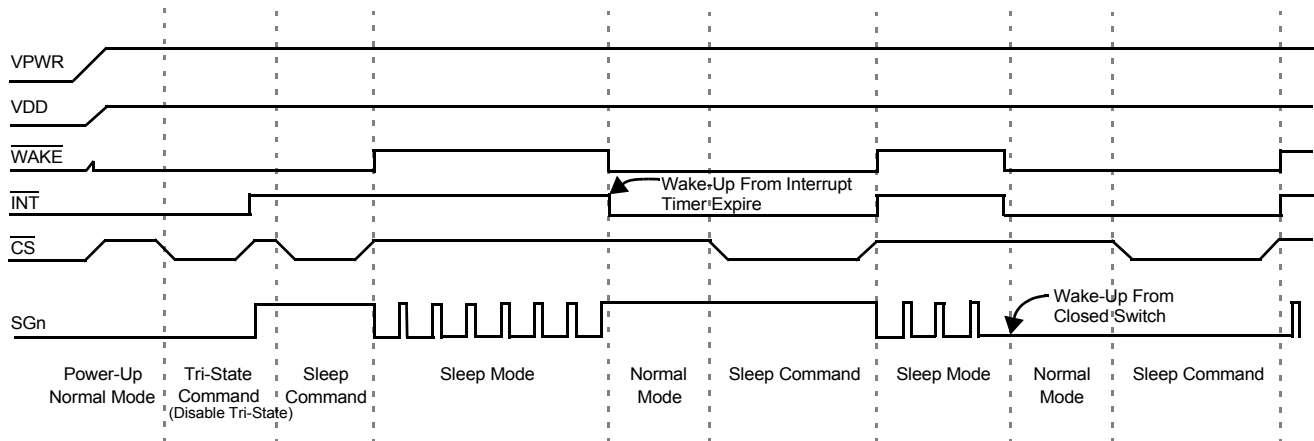 VPWR
VDD
WAKE
INT
Wake-Up From Interrupt
Timer Expire
CS
SGn
Wake-Up From
Closed Switch
Power-Up
Normal Mode
Tri-State
Command
(Disable Tri-State)
Sleep
Command
Sleep Mode
Normal
Mode
Sleep Command
Sleep Mode
Normal
Mode
Sleep Command